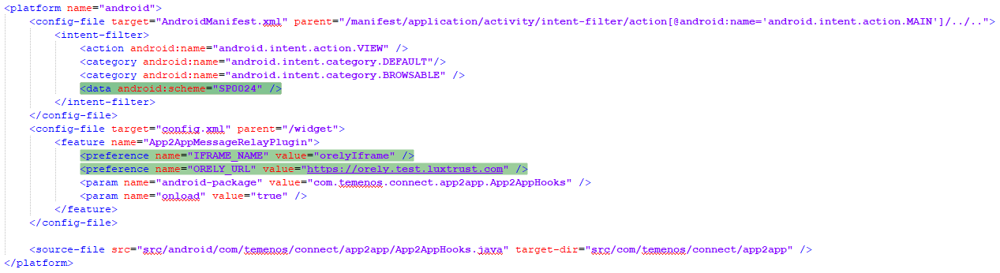 <platform name="android">
<config-file target="AndroidManifest.xml" parent="/manifest/application/activity/intent-filter/action[@android:name='android.intent.action.MAIN']/../..">
<intent-filter>
<action android:name="android.intent.action.VIEW" />
<category android:name="android.intent.category.DEFAULT"/>
<category android:name="android.intent.category.BROWSABLE" />
<data android:scheme="SP0024" />
</intent-filter>
</config-file>
<config-file target="config.xml" parent="/widget">
<feature name="App2AppMessageRelayPlugin">
<preference name="IFRAME_NAME" value="orelyIframe" />
<preference name="ORELY_URL" value="https://orely.test.luxtrust.com" />
<param name="android-package" value="com.temenos.connect.app2app.App2AppHooks" />
<param name="onload" value="true" />
</feature>
</config-file>
<source-file src="src/android/com/temenos/connect/app2app/App2AppHooks.java" target-dir="src/com/temenos/connect/app2app" />
</platform>